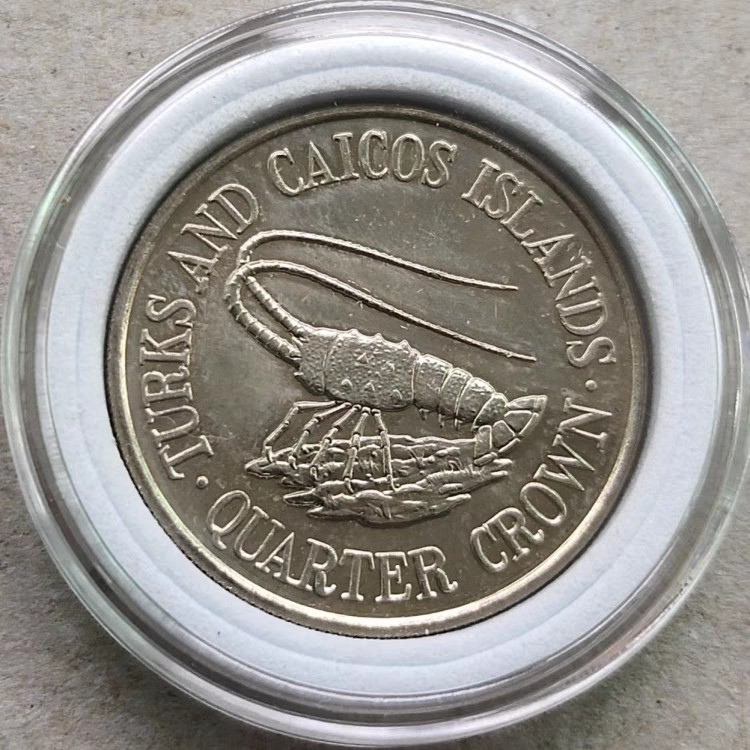 · TURKS AND CAICOS ISLANDS ·
QUARTER CROWN